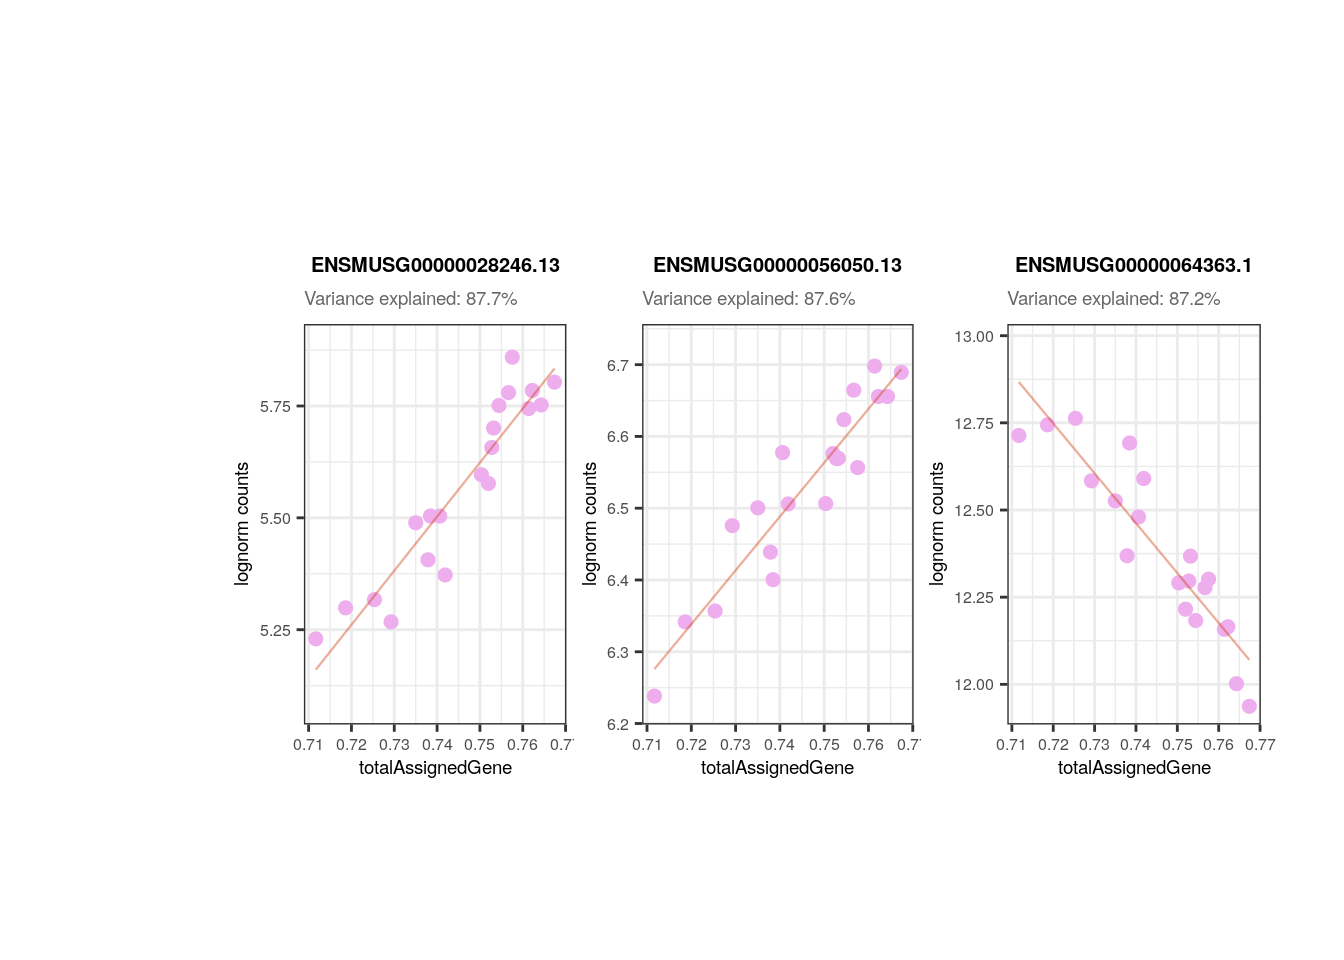 ENSMUSG00000028246.13
Variance explained: 87.7%
lognorm counts
5.75
5.50
5.25
0.71 0.72 0.73 0.74 0.75 0.76 0.7
totalAssignedGene
ENSMUSG00000056050.13
Variance explained: 87.6%
lognorm counts
6.7
6.6
6.5
6.4
6.3
6.2
0.71 0.72 0.73 0.74 0.75 0.76 0.7
totalAssignedGene
ENSMUSG00000064363.1
Variance explained: 87.2%
lognorm counts
13.00
12.75
12.50
12.25
12.00
0.71 0.72 0.73 0.74 0.75 0.76 0.77
totalAssignedGene